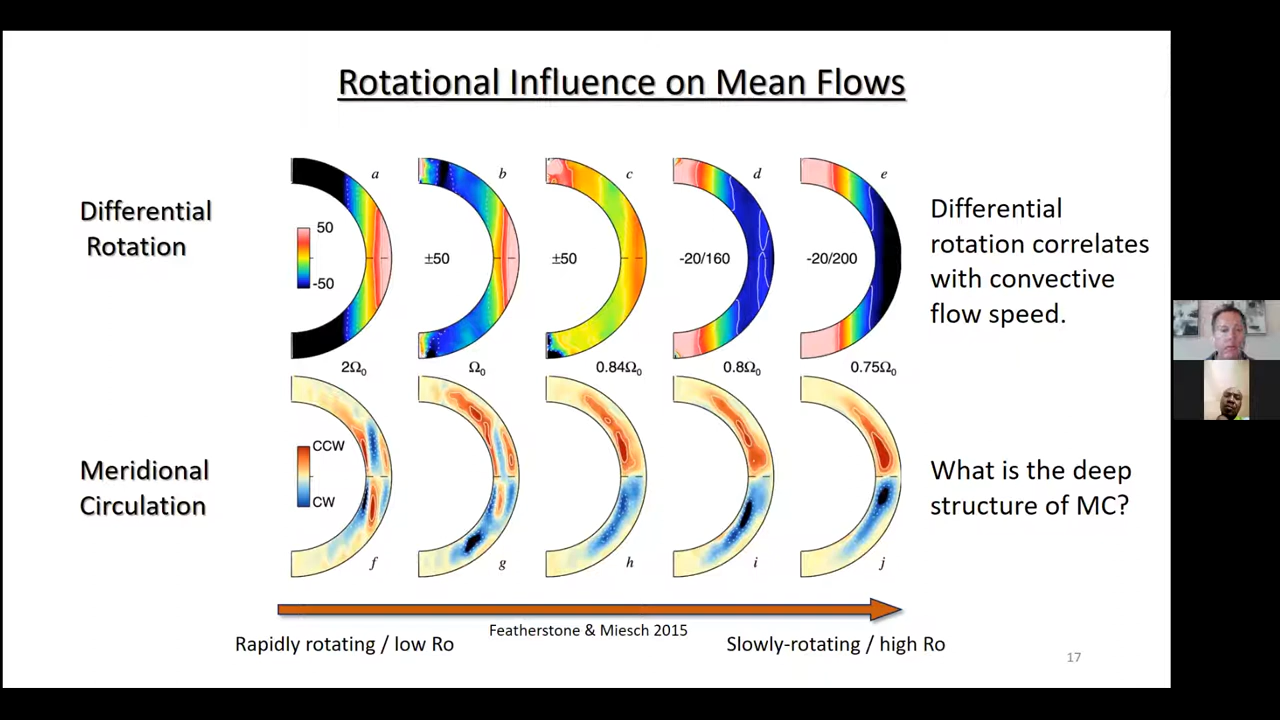 Rotational Influence on Mean Flows
Differential
Rotation
a
50
-50
b
±50
c
±50
d
-20/160
e
-20/200
Differential
rotation correlates
with convective
flow speed.
2Ω₀
Ω₀
0.84Ω₀
0.8Ω₀
0.75Ω₀
Meridional
Circulation
CCW
CW
f
g
h
i
j
What is the deep
structure of MC?
Featherstone & Miesch 2015
Rapidly rotating / low Ro
Slowly-rotating / high Ro
17